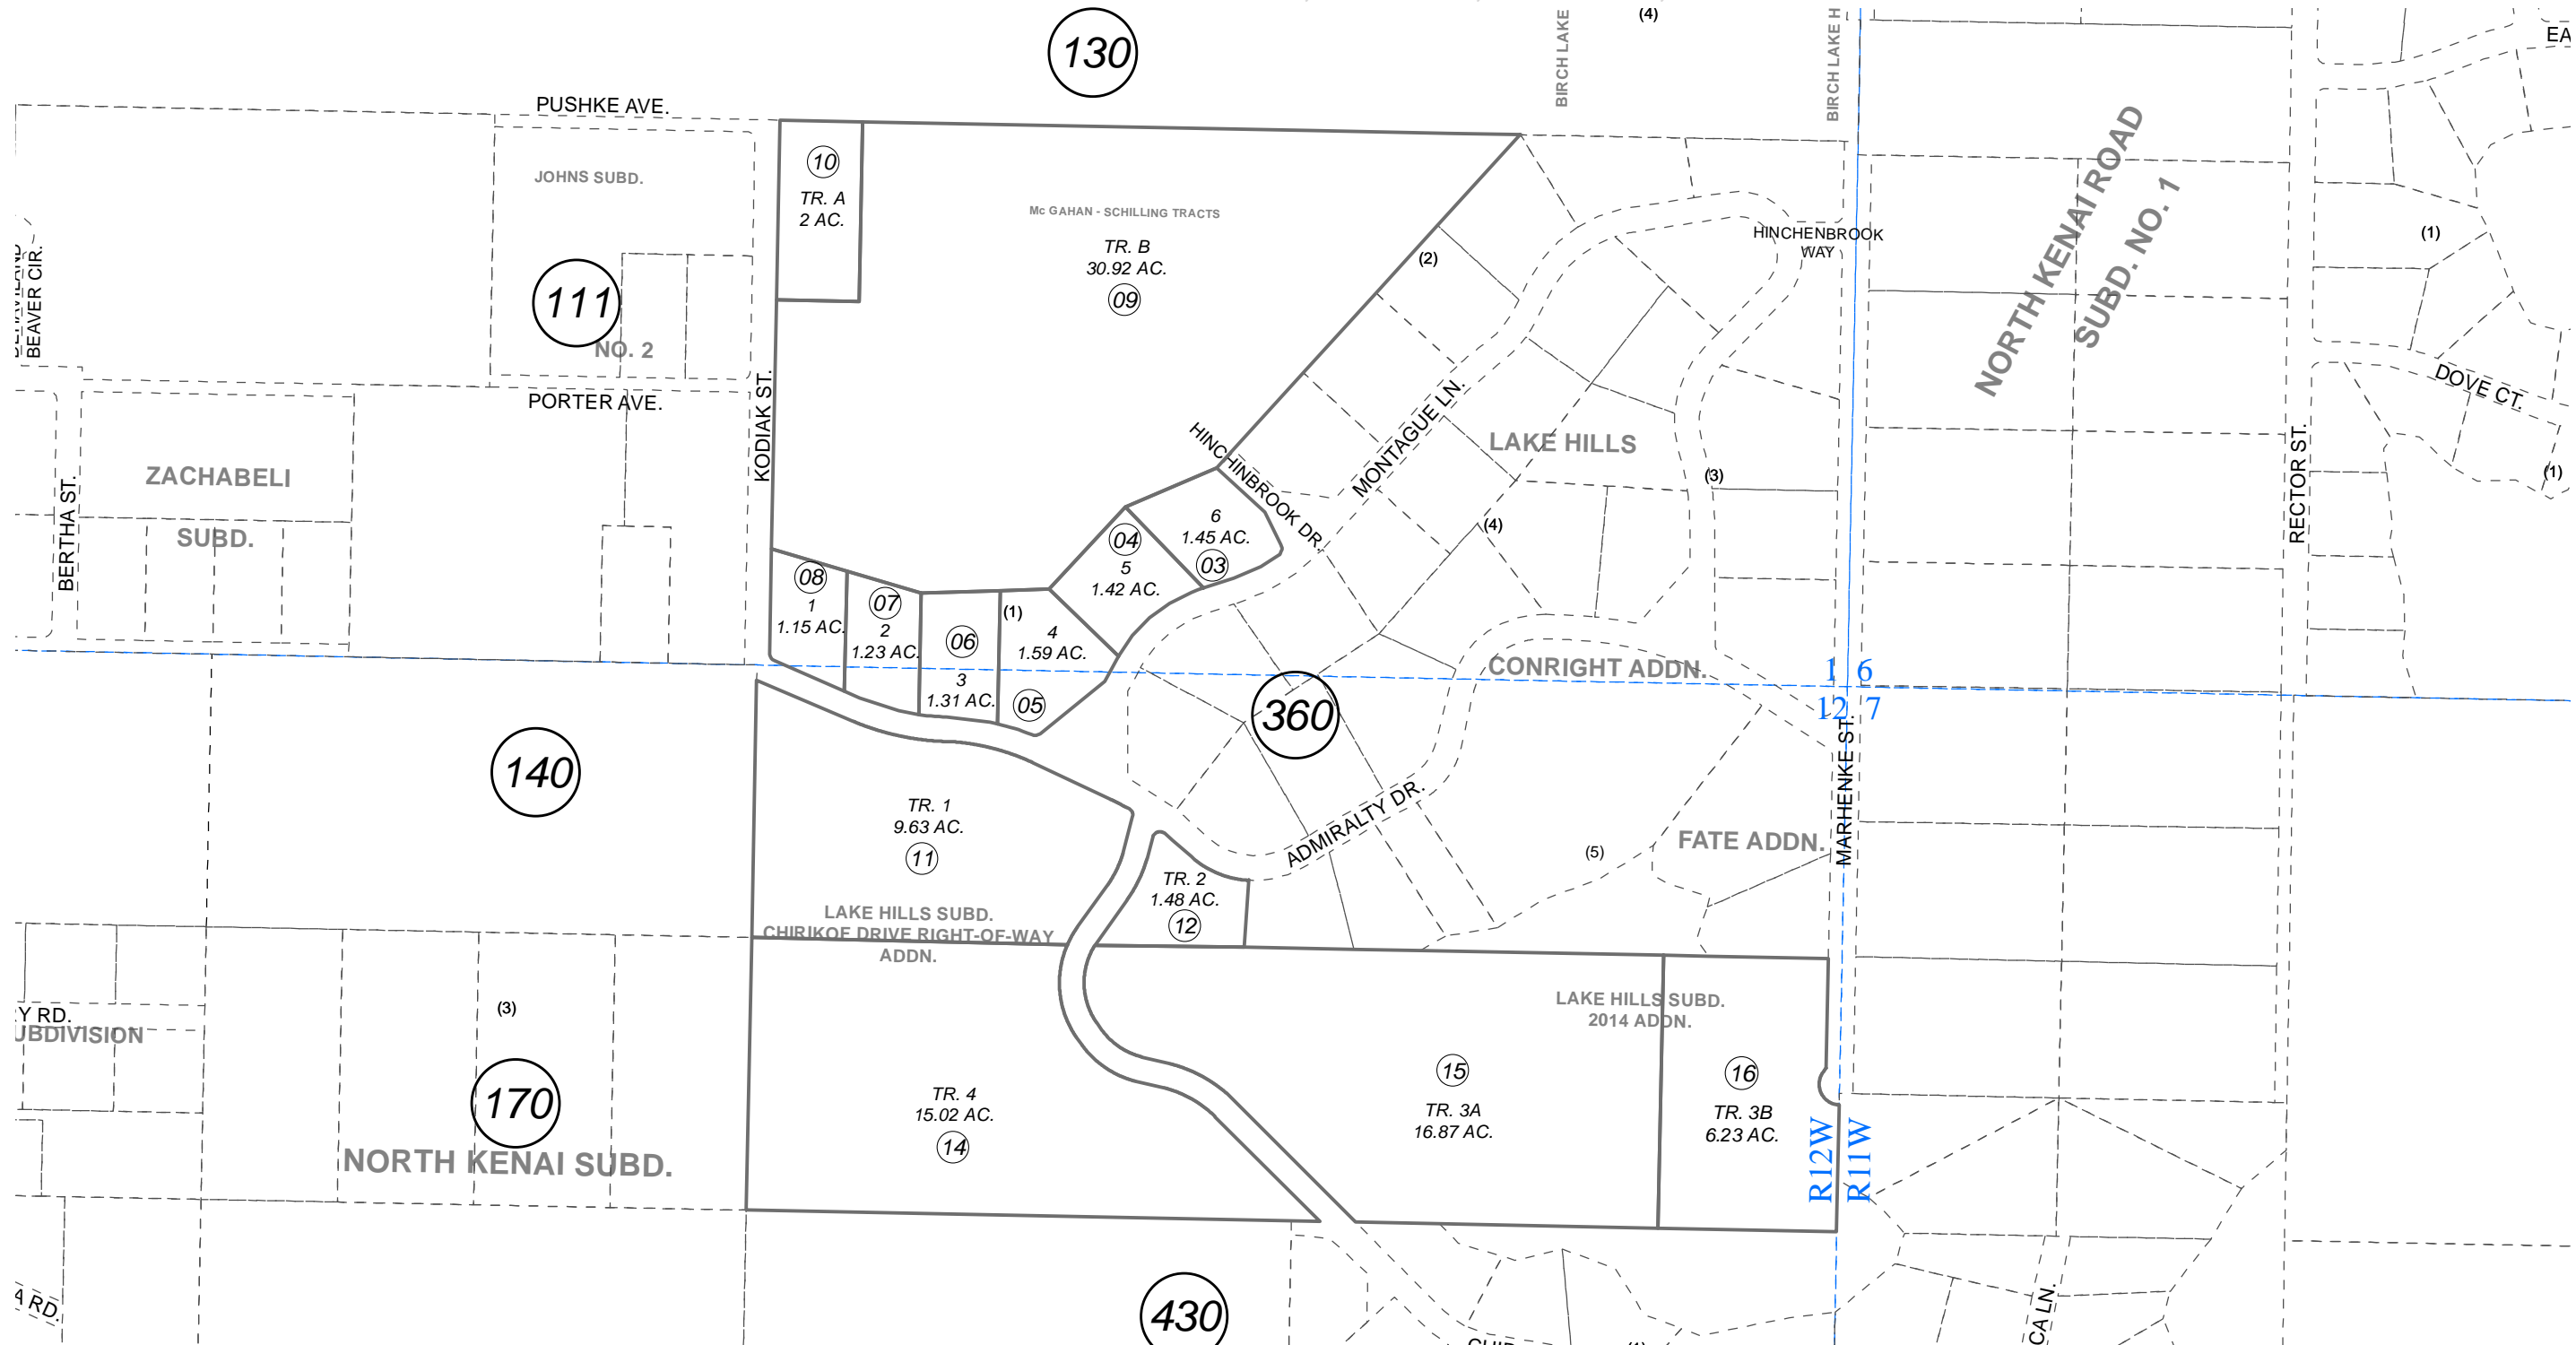 (4)
130
BIRCH LAKE
BIRCH LAKE H
EA
PUSHKE AVE.
JOHNS SUBD.
10
TR. A
2 AC.
Mc GAHAN - SCHILLING TRACTS
TR. B
30.92 AC.
09
(2)
HINCHENBROOK
WAY
NORTH KENAI ROAD
SUBD. NO. 1
(1)
BEAVER CIR.
111
NO. 2
PORTER AVE.
KODIAK ST.
DOVE CT.
HINCHINBROOK DR.
MONTAGUE LN.
LAKE HILLS
(3)
(4)
(1)
RECTOR ST.
ZACHABELI
SUBD.
BERTHA ST.
6
1.45 AC.
03
04
5
1.42 AC.
08
1
1.15 AC.
07
2
1.23 AC.
06
3
1.31 AC.
(1)
4
1.59 AC.
05
CONRIGHT ADDN.
1 6
12 7
360
140
MARHENKE ST.
TR. 1
9.63 AC.
11
ADMIRALTY DR.
(5)
FATE ADDN.
TR. 2
1.48 AC.
12
LAKE HILLS SUBD.
CHIRIKOF DRIVE RIGHT-OF-WAY
ADDN.
LAKE HILLS SUBD.
2014 ADDN.
(3)
Y RD.
UBDIVISION
170
NORTH KENAI SUBD.
TR. 4
15.02 AC.
14
15
TR. 3A
16.87 AC.
16
TR. 3B
6.23 AC.
R12W
R11W
A RD.
430
CA LN.